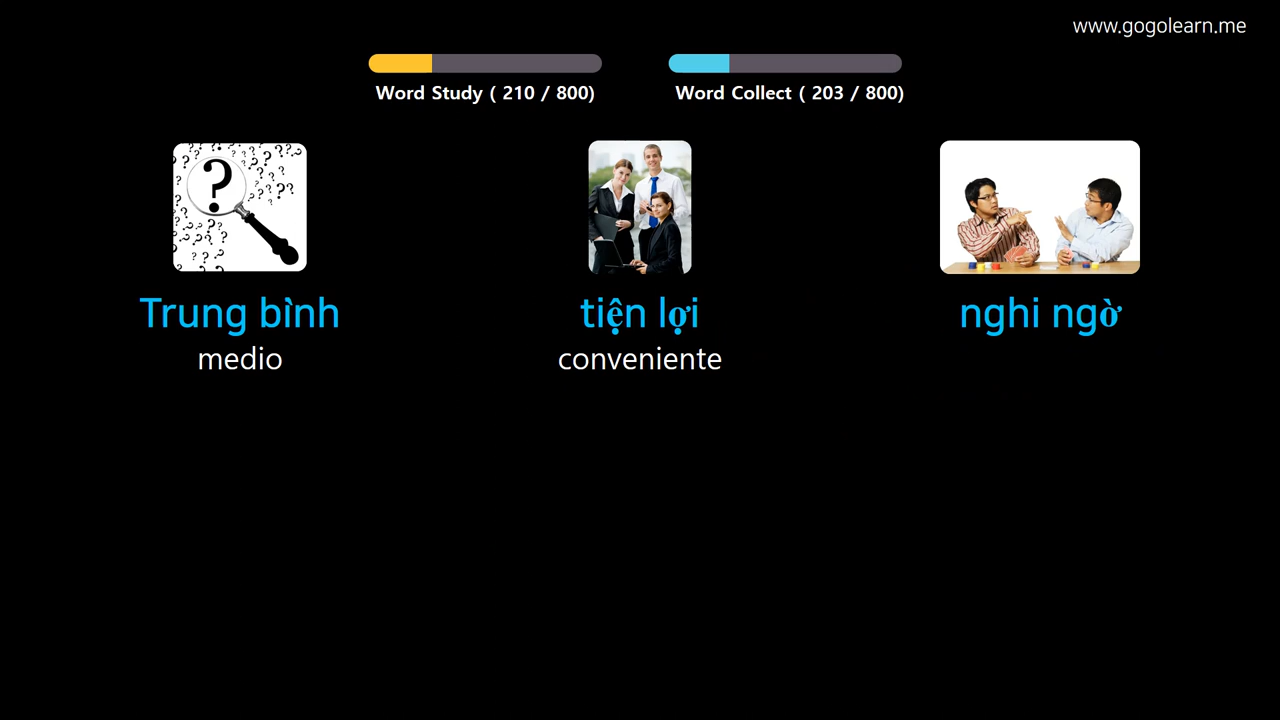 www.gogolearn.me
Word Study ( 210 / 800)
Word Collect ( 203 / 800)
Trung bình
medio
tiện lợi
conveniente
nghi ngờ